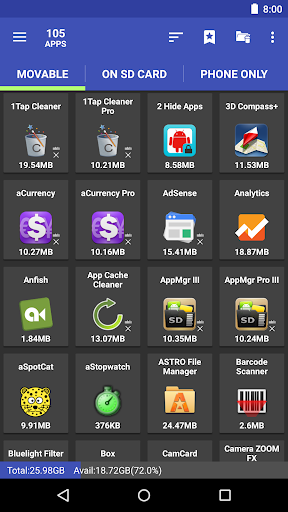 8:00
105
APPS
MOVABLE
ON SD CARD
PHONE ONLY
1Tap Cleaner
19.54MB
1Tap Cleaner
Pro
10.21MB
2 Hide Apps
8.58MB
3D Compass+
11.53MB
aCurrency
10.27MB
aCurrency Pro
10.16MB
AdSense
15.41MB
Analytics
18.87MB
Anfish
1.84MB
App Cache
Cleaner
13.07MB
AppMgr III
SD
10.35MB
AppMgr Pro III
SD
10.24MB
aSpotCat
9.91MB
aStopwatch
376KB
ASTRO File
Manager
24.47MB
Barcode
Scanner
2.6MB
Bluelight Filter
Box
CamCard
Camera ZOOM
FX
Total:25.98GB
Avail:18.72GB(72.0%)